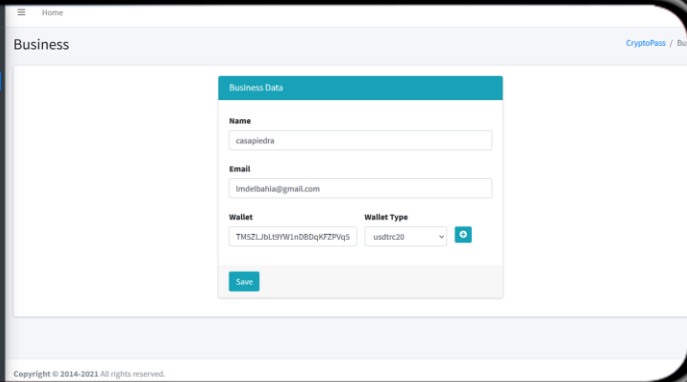 Home
Business
CryptoPass / Bu
Business Data
Name
casapiedra
Email
lmdelbahia@gmail.com
Wallet Wallet Type
TMSZLJbLt9YW1nDBDqKFZPVq5 usdtrc20
Save
Copyright © 2014-2021 All rights reserved.